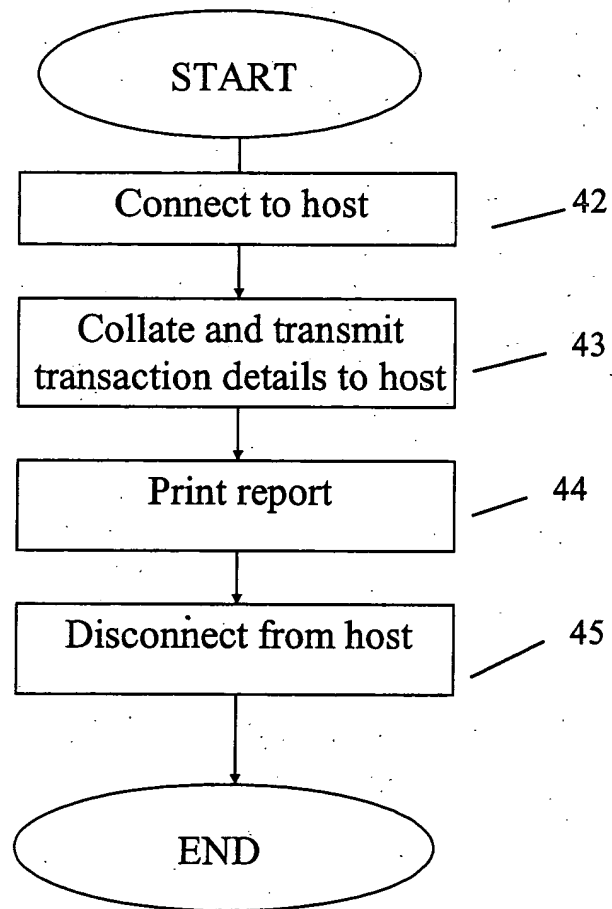 START
Connect to host
42
Collate and transmit
transaction details to host
43
Print report
44
Disconnect from host
45
END